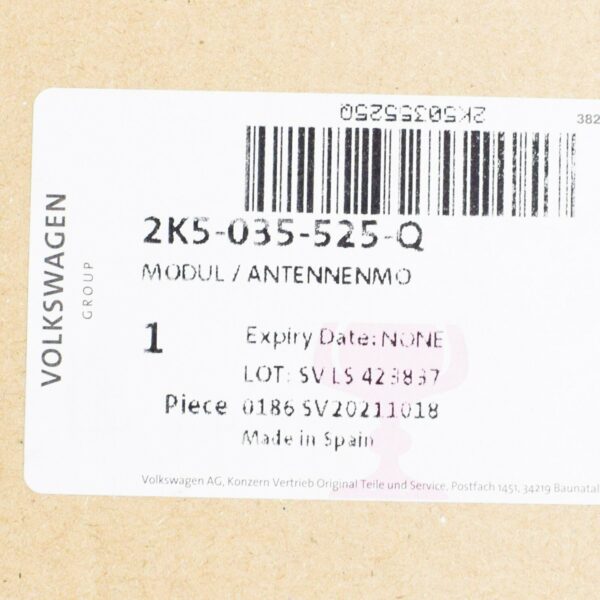 382
2K5035525Q
2K5-035-525-Q
MODUL / ANTENNENMO
VOLKSWAGEN
GROUP
1
Expiry Date: NONE
LOT: SV LS 423837
Piece 0186 SV20211018
Made in Spain
Volkswagen AG, Konzern Vertrieb Original Teile und Service, Postfach 1451, 34219 Baunatal